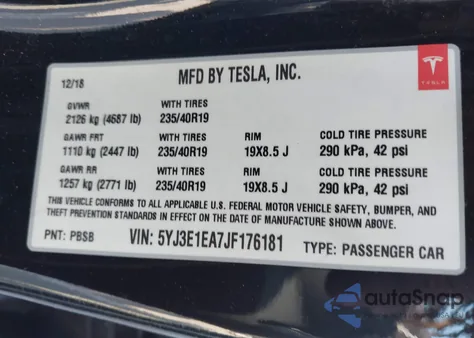 12/18 MFD BY TESLA, INC.
TESLA
GVWR WITH TIRES
2126 kg (4687 lb) 235/40R19
GAWR FRT WITH TIRES RIM COLD TIRE PRESSURE
1110 kg (2447 lb) 235/40R19 19X8.5 J 290 kPa, 42 psi
GAWR RR WITH TIRES RIM COLD TIRE PRESSURE
1257 kg (2771 lb) 235/40R19 19X8.5 J 290 kPa, 42 psi
THIS VEHICLE CONFORMS TO ALL APPLICABLE U.S. FEDERAL MOTOR VEHICLE SAFETY, BUMPER, AND
THEFT PREVENTION STANDARDS IN EFFECT ON THE DATE OF MANUFACTURE SHOWN ABOVE.
PNT: PBSB VIN: 5YJ3E1EA7JF176181 TYPE: PASSENGER CAR
autoSnap